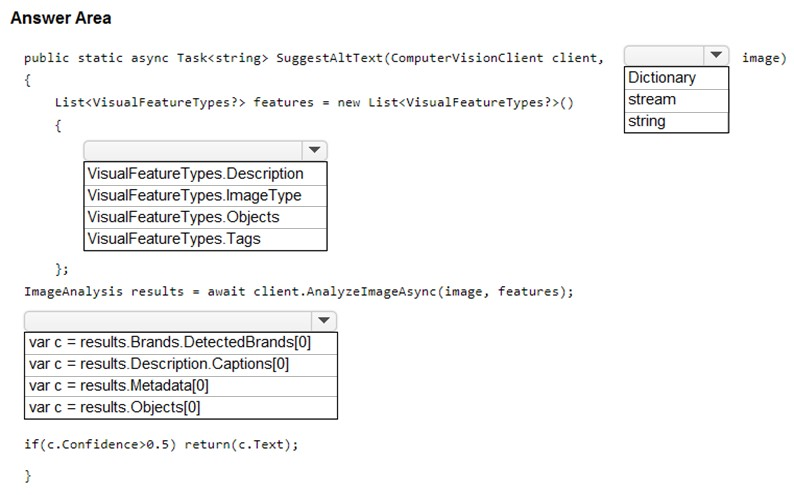 Answer Area
public static async Task<string> SuggestAltText(ComputerVisionClient client, image)
Dictionary
stream
string
{
List<VisualFeatureTypes?> features = new List<VisualFeatureTypes?>()
{
VisualFeatureTypes.Description
VisualFeatureTypes.ImageType
VisualFeatureTypes.Objects
VisualFeatureTypes.Tags
};
ImageAnalysis results = await client.AnalyzeImageAsync(image, features);
var c = results.Brands.DetectedBrands[0]
var c = results.Description.Captions[0]
var c = results.Metadata[0]
var c = results.Objects[0]
if(c.Confidence>0.5) return(c.Text);
}